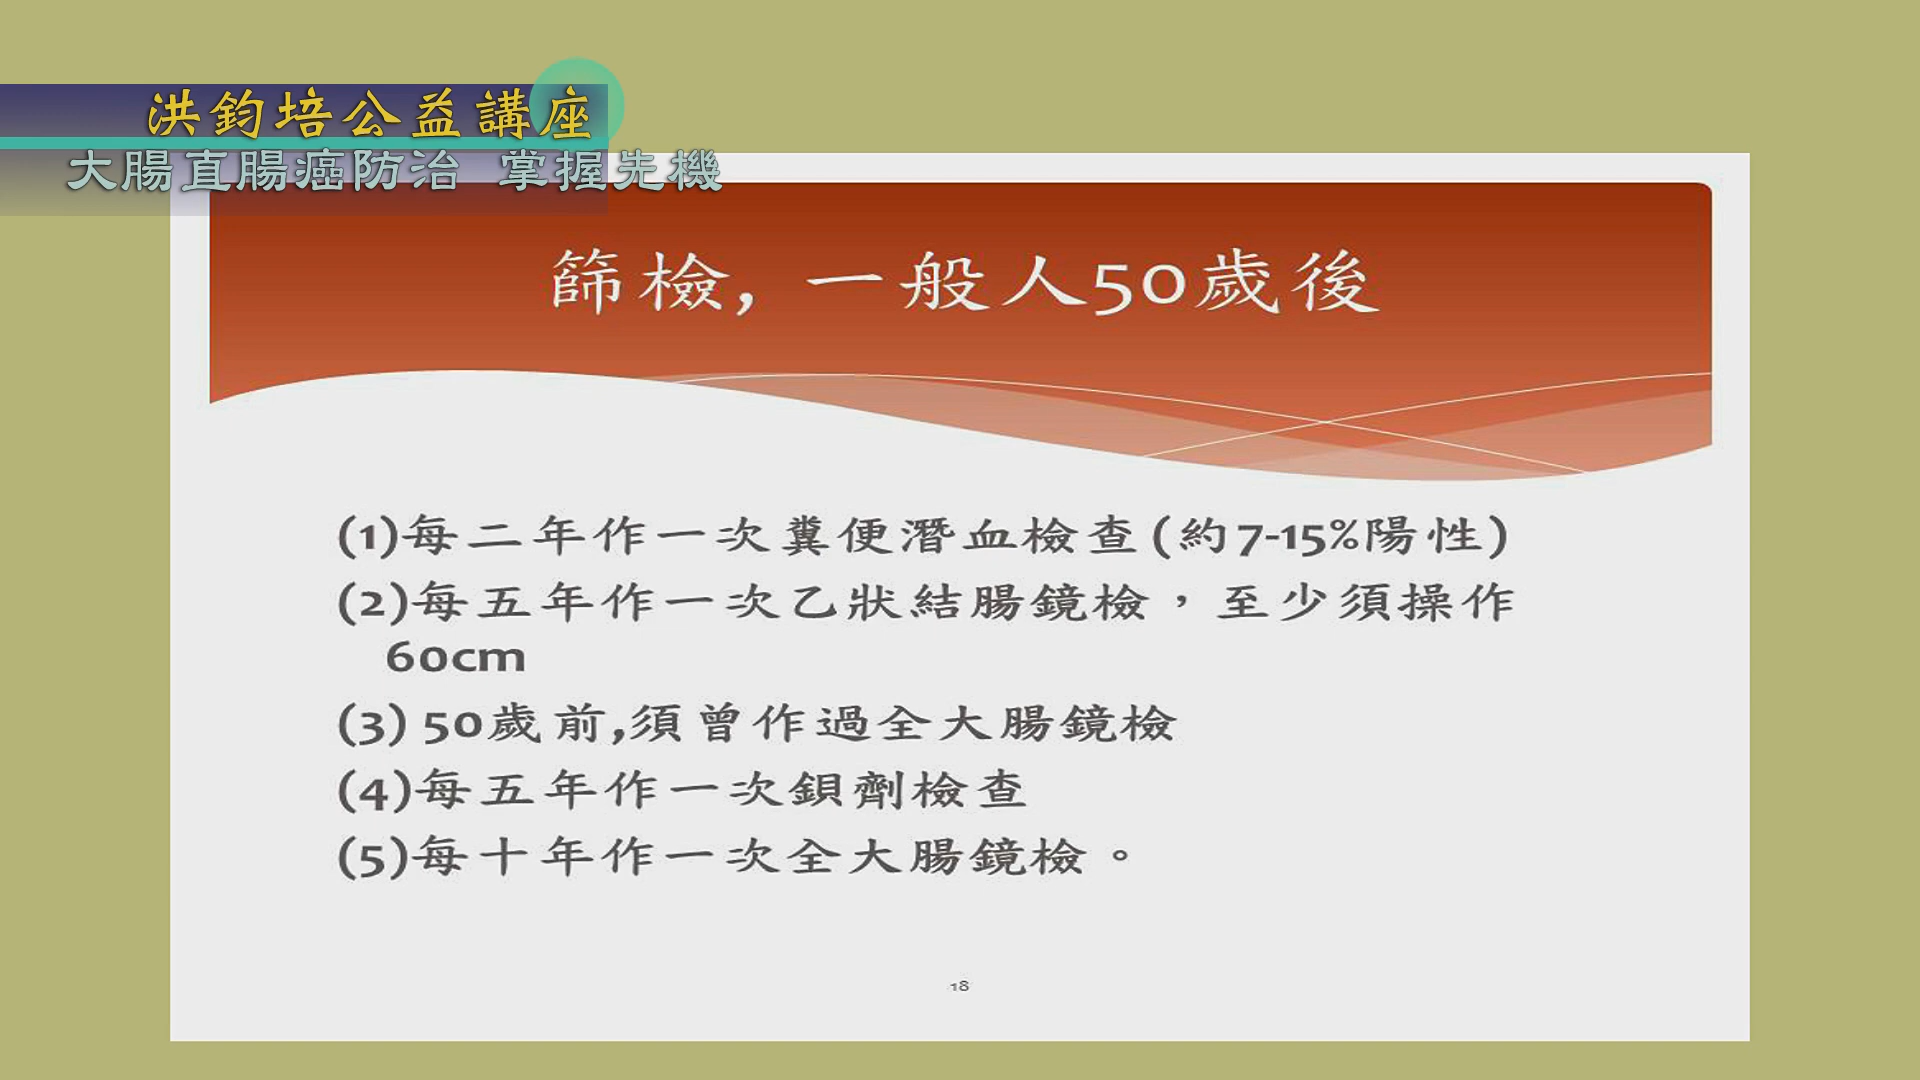 洪鈞培公益講座
大腸直腸癌防治 掌握先機
篩檢, 一般人50歲後
(1)每二年作一次糞便潛血檢查(約7-15%陽性)
(2)每五年作一次乙狀結腸鏡檢，至少須操作
60cm
(3) 50歲前,須曾作過全大腸鏡檢
(4)每五年作一次鋇劑檢查
(5)每十年作一次全大腸鏡檢。
18